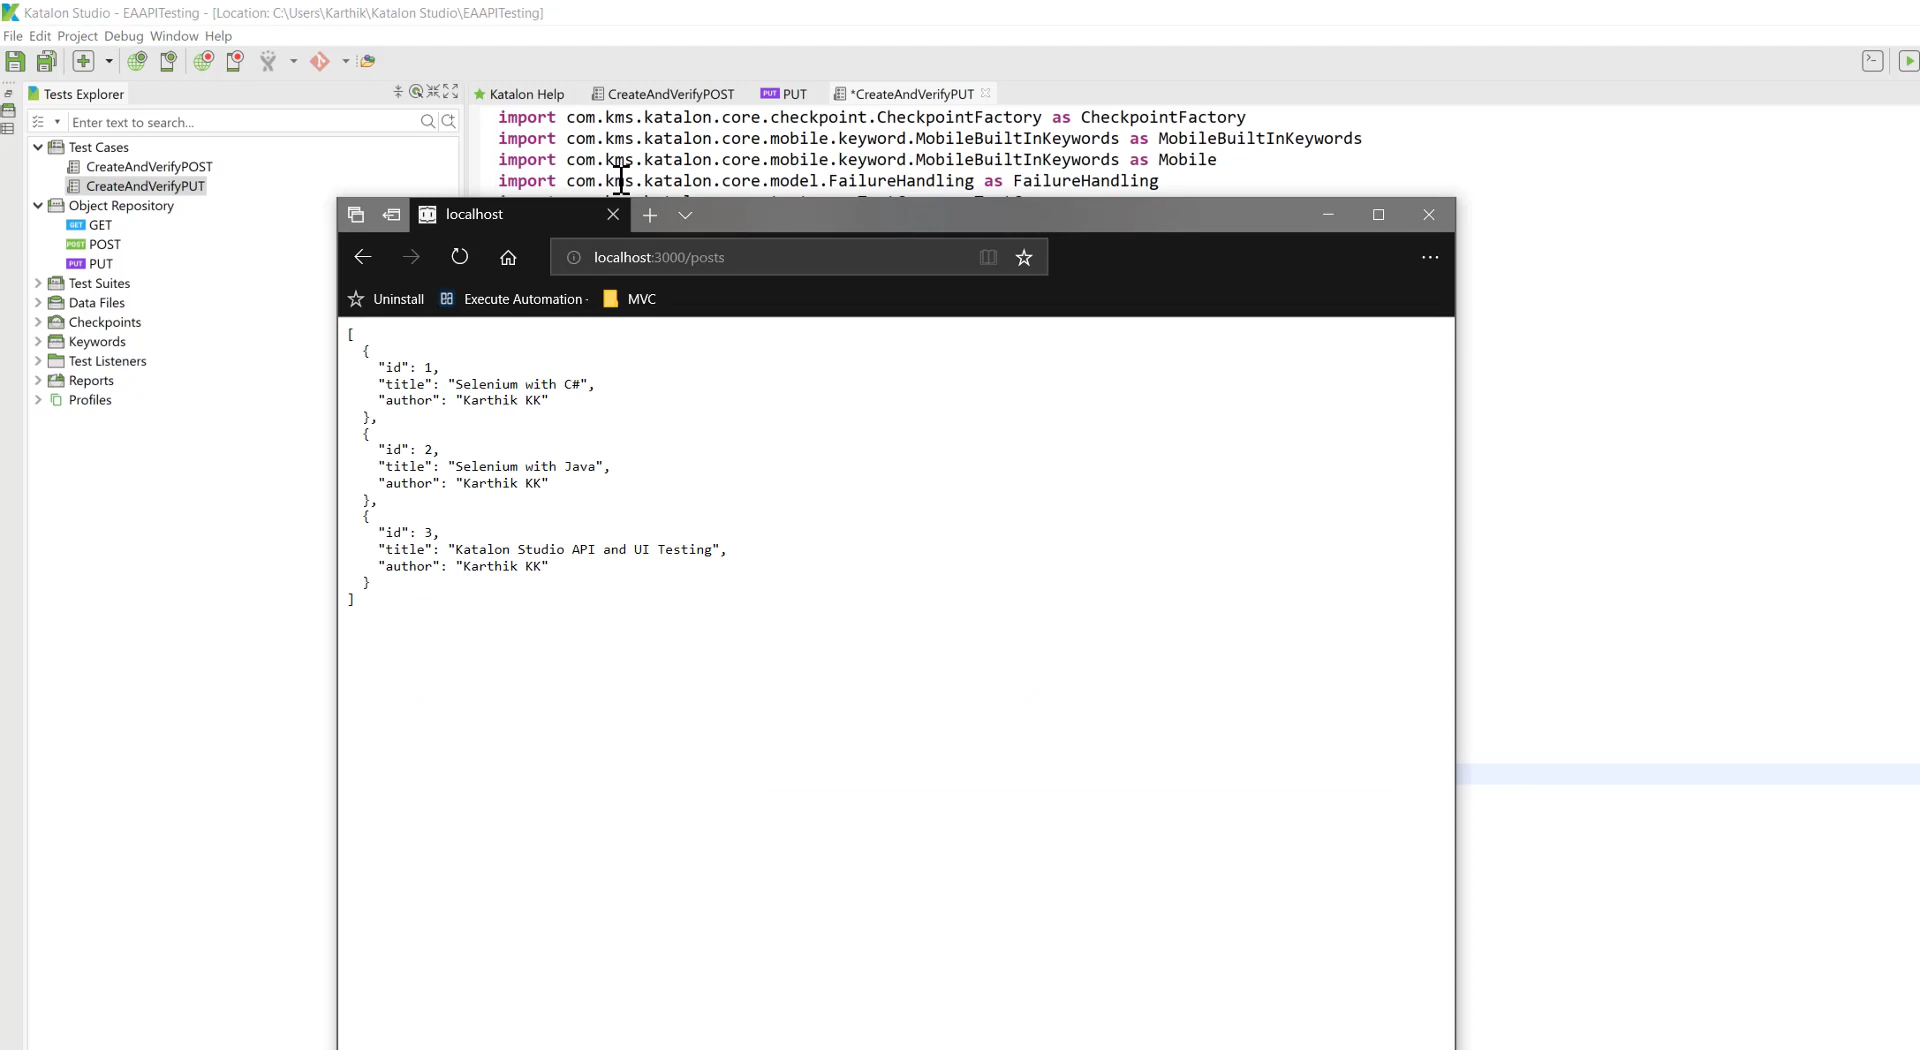 Katalon Studio - EAAPITesting - [Location: C:\Users\Karthik\Katalon Studio\EAAPITesting]
File Edit Project Debug Window Help
Tests Explorer
Enter text to search...
Test Cases
CreateAndVerifyPOST
CreateAndVerifyPUT
Object Repository
GET GET
POST POST
PUT PUT
Test Suites
Data Files
Checkpoints
Keywords
Test Listeners
Reports
Profiles
Katalon Help CreateAndVerifyPOST PUT PUT *CreateAndVerifyPUT
import com.kms.katalon.core.checkpoint.CheckpointFactory as CheckpointFactory
import com.kms.katalon.core.mobile.keyword.MobileBuiltInKeywords as MobileBuiltInKeywords
import com.kms.katalon.core.mobile.keyword.MobileBuiltInKeywords as Mobile
import com.kms.katalon.core.model.FailureHandling as FailureHandling
localhost
localhost:3000/posts
Uninstall Execute Automation - MVC
[
{
"id": 1,
"title": "Selenium with C#",
"author": "Karthik KK"
},
{
"id": 2,
"title": "Selenium with Java",
"author": "Karthik KK"
},
{
"id": 3,
"title": "Katalon Studio API and UI Testing",
"author": "Karthik KK"
}
]